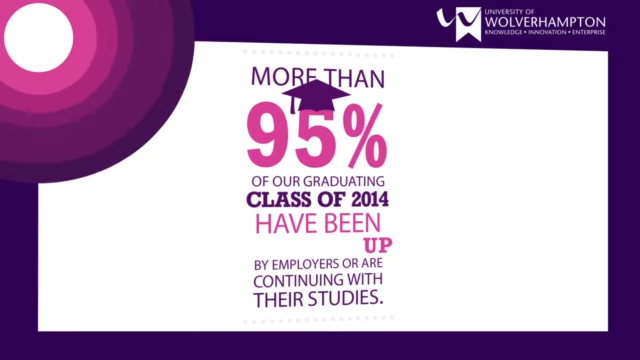 UNIVERSITY OF
WOLVERHAMPTON
KNOWLEDGE • INNOVATION • ENTERPRISE
MORE THAN
95%
OF OUR GRADUATING
CLASS OF 2014
HAVE BEEN
UP
BY EMPLOYERS OR ARE
CONTINUING WITH
THEIR STUDIES.